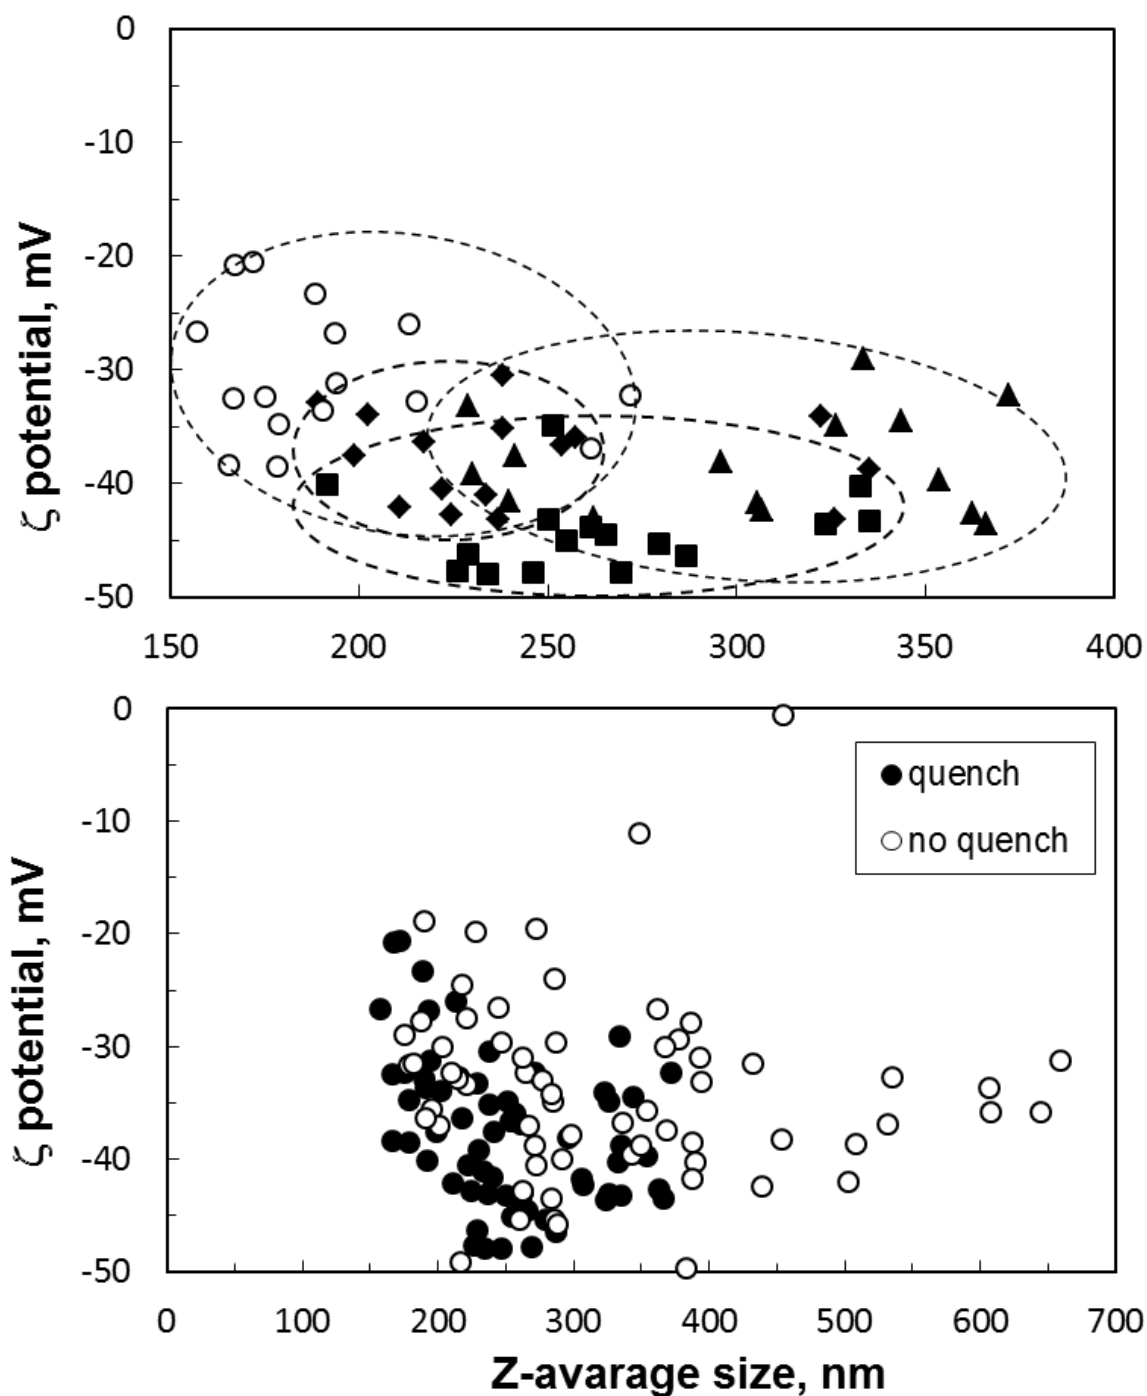 0
-10
-20
-30
-40
-50
ζ potential, mV
150 200 250 300 350 400
0
-10
-20
-30
-40
-50
ζ potential, mV
quench
no quench
0 100 200 300 400 500 600 700
Z-avarage size, nm